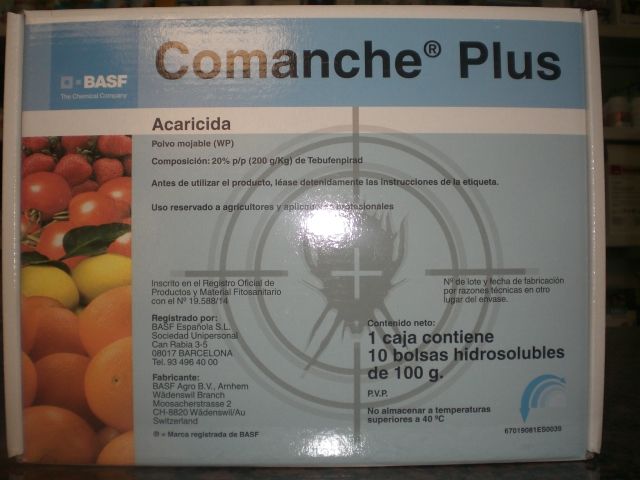 BASF
The Chemical Company
Comanche® Plus
Acaricida
Polvo mojable (WP)
Composición: 20% p/p (200 g/Kg) de Tebufenpirad
Antes de utilizar el producto, léase detenidamente las instrucciones de la etiqueta.
Uso reservado a agricultores y aplicadores profesionales
Inscrito en el Registro Oficial de
Productos y Material Fitosanitario
con el Nº 19.588/14
Registrado por:
BASF Española S.L.
Sociedad Unipersonal
Can Rabia 3-5
08017 BARCELONA
Tel. 93 496 40 00
Fabricante:
BASF Agro B.V., Arnhem
Wädenswil Branch
Moosacherstrasse 2
CH-8820 Wädenswil/Au
Switzerland
® = Marca registrada de BASF
Nº de lote y fecha de fabricación
por razones técnicas en otro
lugar del envase.
Contenido neto:
1 caja contiene
10 bolsas hidrosolubles
de 100 g.
P.V.P.
No almacenar a temperaturas
superiores a 40 ºC
67019081ES0039